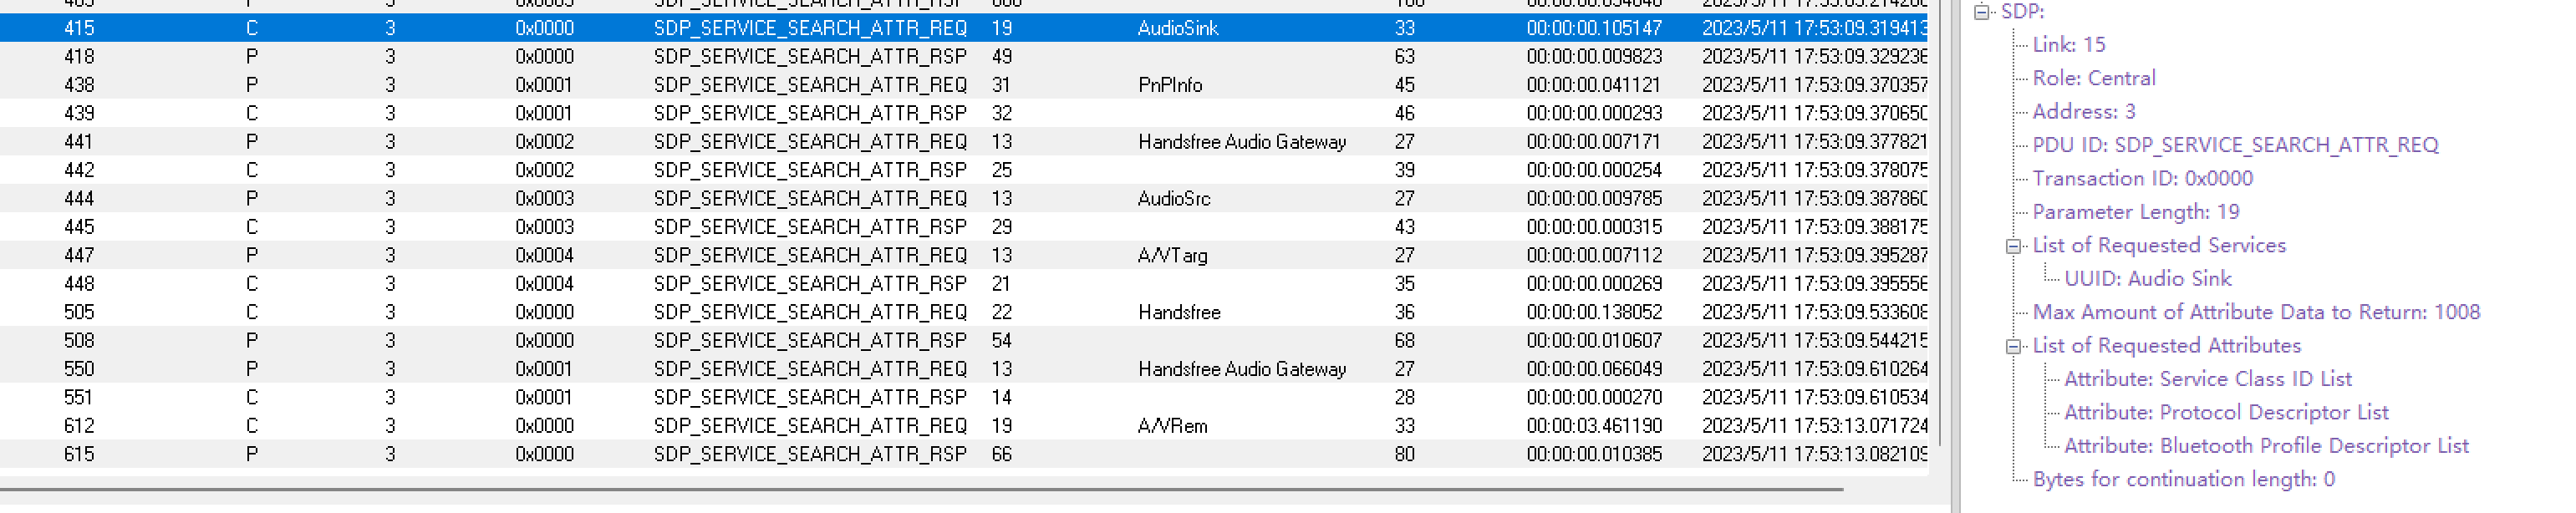 415 C 3 0x0000 SDP_SERVICE_SEARCH_ATTR_REQ 19 AudioSink 33 00:00:00.105147 2023/5/11 17:53:09.319413
418 P 3 0x0000 SDP_SERVICE_SEARCH_ATTR_RSP 49 63 00:00:00.009823 2023/5/11 17:53:09.329236
438 P 3 0x0001 SDP_SERVICE_SEARCH_ATTR_REQ 31 PnPInfo 45 00:00:00.041121 2023/5/11 17:53:09.370357
439 C 3 0x0001 SDP_SERVICE_SEARCH_ATTR_RSP 32 46 00:00:00.000293 2023/5/11 17:53:09.370650
441 P 3 0x0002 SDP_SERVICE_SEARCH_ATTR_REQ 13 Handsfree Audio Gateway 27 00:00:00.007171 2023/5/11 17:53:09.377821
442 C 3 0x0002 SDP_SERVICE_SEARCH_ATTR_RSP 25 39 00:00:00.000254 2023/5/11 17:53:09.378075
444 P 3 0x0003 SDP_SERVICE_SEARCH_ATTR_REQ 13 AudioSrc 27 00:00:00.009785 2023/5/11 17:53:09.387860
445 C 3 0x0003 SDP_SERVICE_SEARCH_ATTR_RSP 29 43 00:00:00.000315 2023/5/11 17:53:09.388175
447 P 3 0x0004 SDP_SERVICE_SEARCH_ATTR_REQ 13 A/VTarg 27 00:00:00.007112 2023/5/11 17:53:09.395287
448 C 3 0x0004 SDP_SERVICE_SEARCH_ATTR_RSP 21 35 00:00:00.000269 2023/5/11 17:53:09.395556
505 C 3 0x0000 SDP_SERVICE_SEARCH_ATTR_REQ 22 Handsfree 36 00:00:00.138052 2023/5/11 17:53:09.533608
508 P 3 0x0000 SDP_SERVICE_SEARCH_ATTR_RSP 54 68 00:00:00.010607 2023/5/11 17:53:09.544215
550 P 3 0x0001 SDP_SERVICE_SEARCH_ATTR_REQ 13 Handsfree Audio Gateway 27 00:00:00.066049 2023/5/11 17:53:09.610264
551 C 3 0x0001 SDP_SERVICE_SEARCH_ATTR_RSP 14 28 00:00:00.000270 2023/5/11 17:53:09.610534
612 C 3 0x0000 SDP_SERVICE_SEARCH_ATTR_REQ 19 A/VRem 33 00:00:03.461190 2023/5/11 17:53:13.071724
615 P 3 0x0000 SDP_SERVICE_SEARCH_ATTR_RSP 66 80 00:00:00.010385 2023/5/11 17:53:13.082109
SDP:
Link: 15
Role: Central
Address: 3
PDU ID: SDP_SERVICE_SEARCH_ATTR_REQ
Transaction ID: 0x0000
Parameter Length: 19
List of Requested Services
UUID: Audio Sink
Max Amount of Attribute Data to Return: 1008
List of Requested Attributes
Attribute: Service Class ID List
Attribute: Protocol Descriptor List
Attribute: Bluetooth Profile Descriptor List
Bytes for continuation length: 0